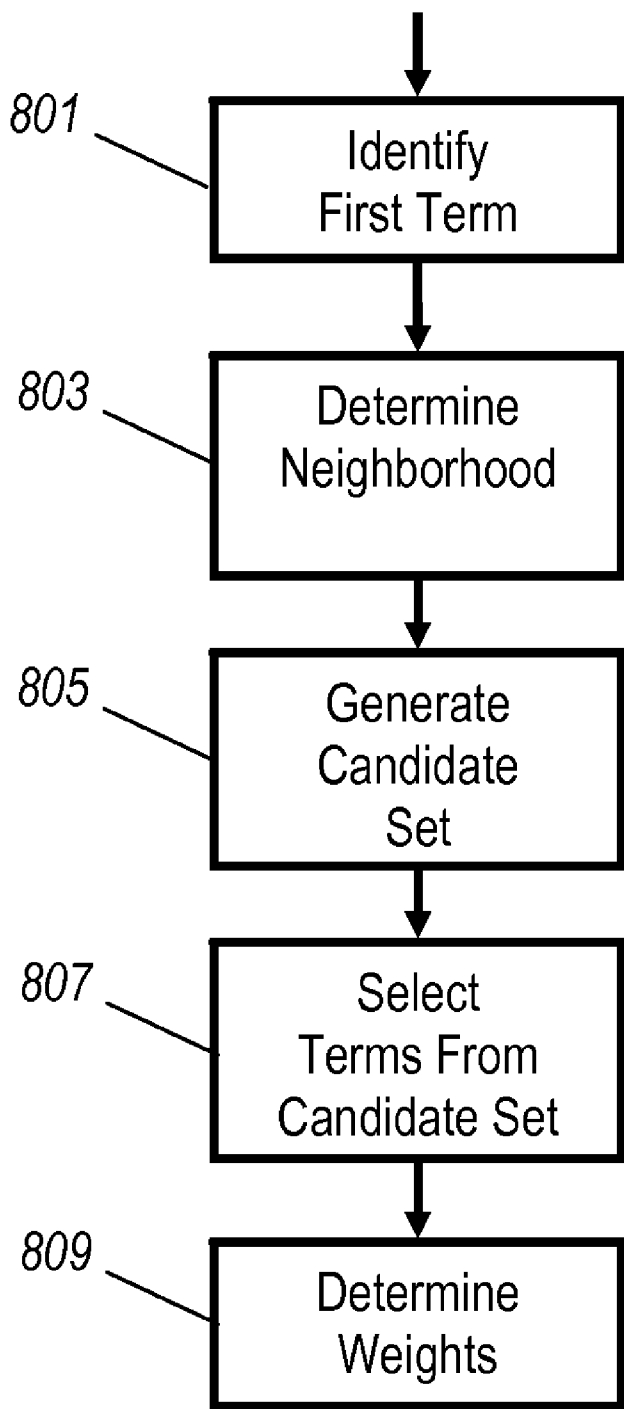 801
Identify
First Term
803
Determine
Neighborhood
805
Generate
Candidate
Set
807
Select
Terms From
Candidate Set
809
Determine
Weights